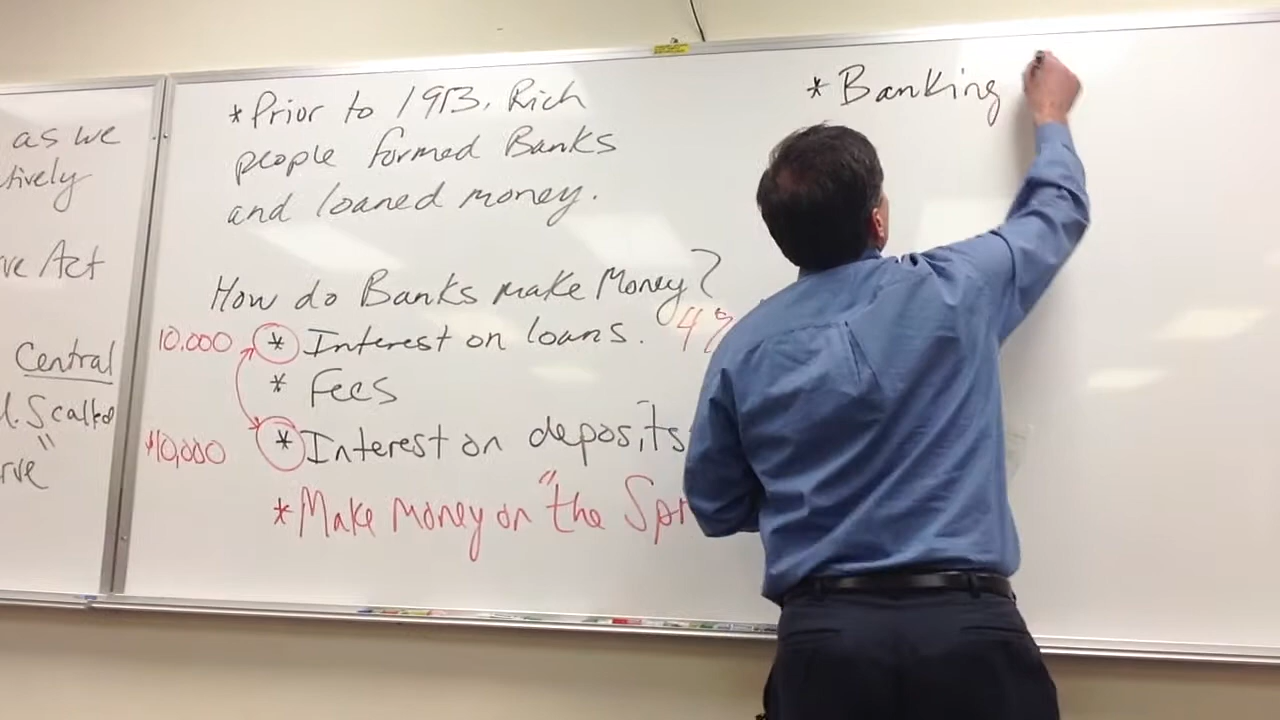 as we
tively
ve Act
Central
l. Scalked
"
rve
*Prior to 1913, Rich
people formed Banks
and loaned money.
How do Banks make Money?
10.000 * Interest on loans. 4%
* Fees
$10,000 * Interest on deposits
*Make money on "the Spr
* Banking